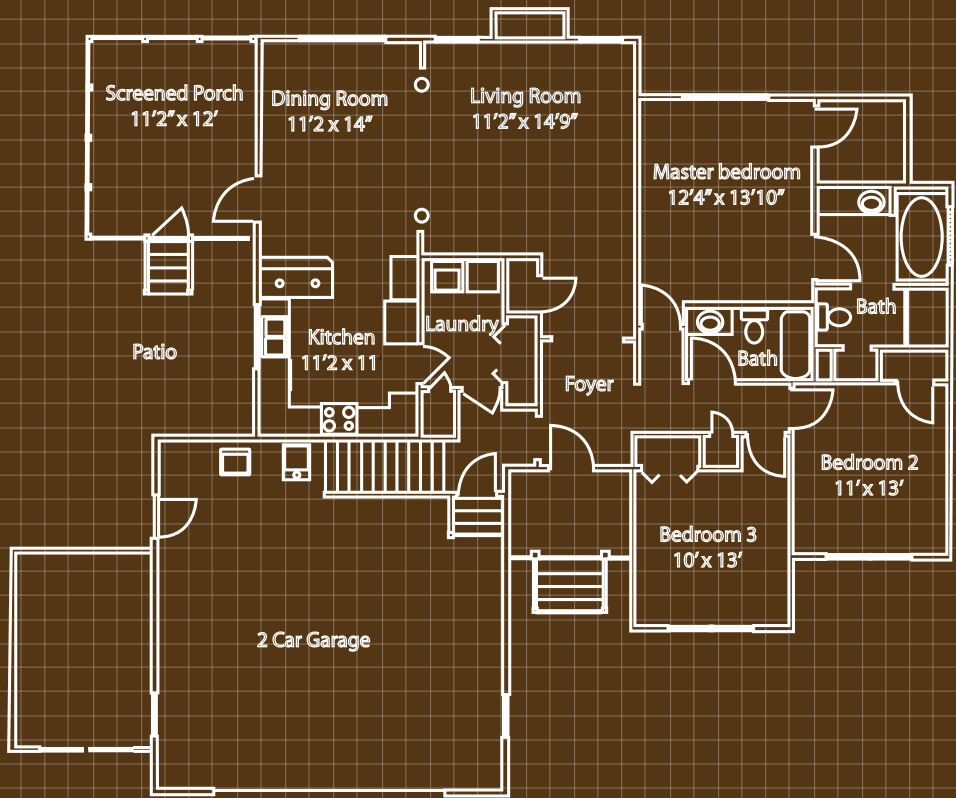 Screened Porch
11'2" x 12'
Dining Room
11'2 x 14"
Living Room
11'2" x 14'9"
Master bedroom
12'4" x 13'10"
Bath
Laundry
Kitchen
11'2 x 11'
Patio
Bath
Foyer
Bedroom 2
11' x 13'
Bedroom 3
10' x 13'
2 Car Garage